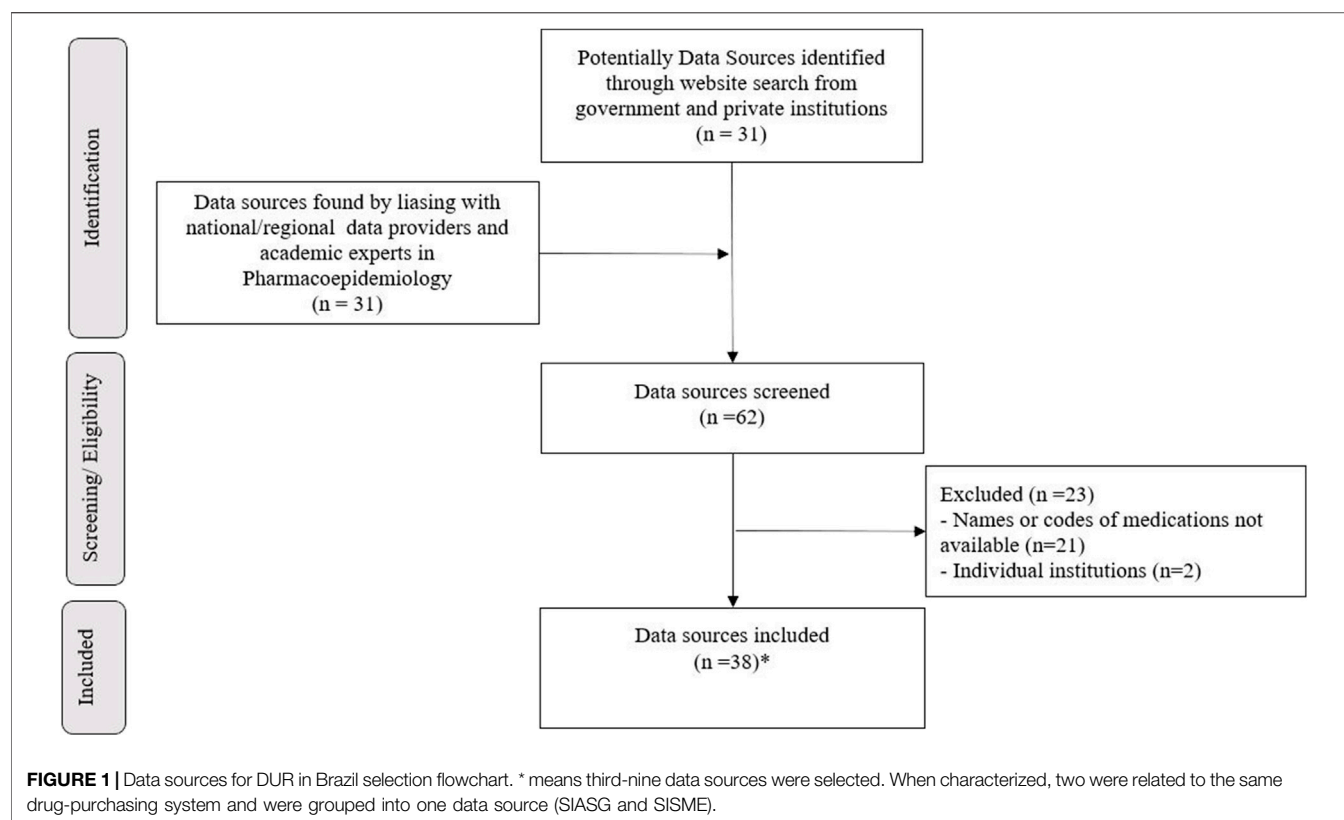 Identification
Potentially Data Sources identified
through website search from
government and private institutions
(n = 31)
Data sources found by liasing with
national/regional data providers and
academic experts in
Pharmacoepidemiology
(n = 31)
Screening/ Eligibility
Data sources screened
(n =62)
Excluded (n =23)
- Names or codes of medications not
available (n=21)
- Individual institutions (n=2)
Included
Data sources included
(n =38)*
FIGURE 1 | Data sources for DUR in Brazil selection flowchart. * means third-nine data sources were selected. When characterized, two were related to the same
drug-purchasing system and were grouped into one data source (SIASG and SISME).